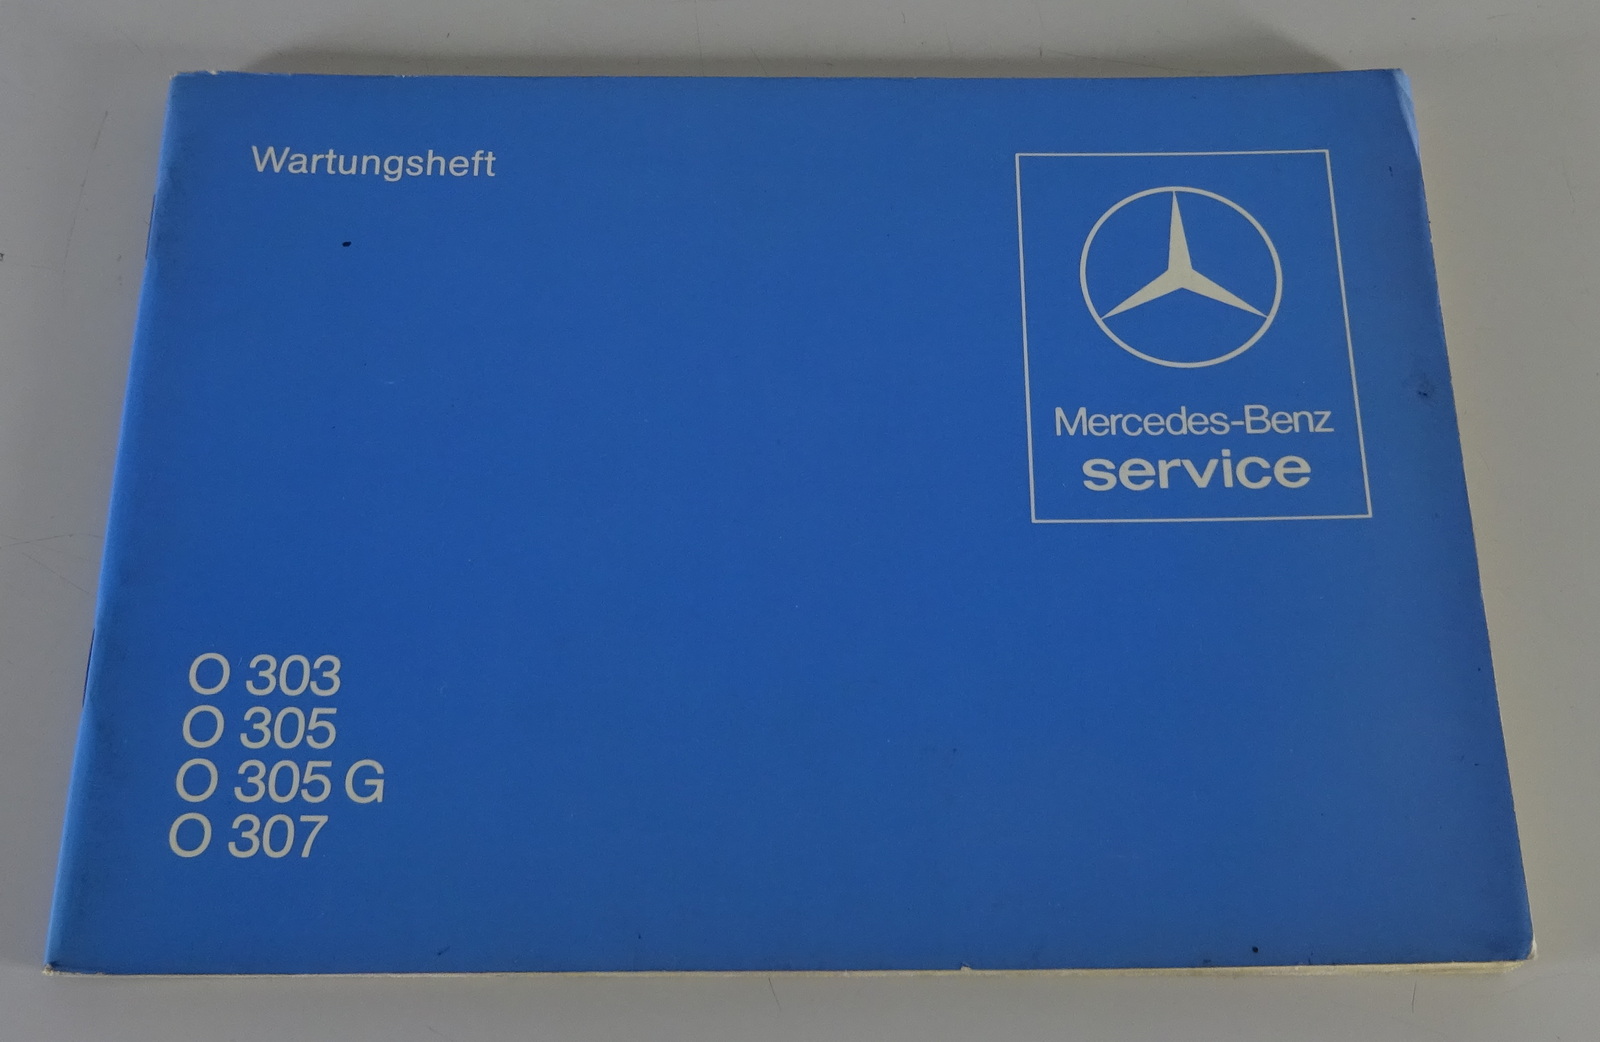 Wartungsheft
Mercedes-Benz
service
O 303
O 305
O 305 G
O 307